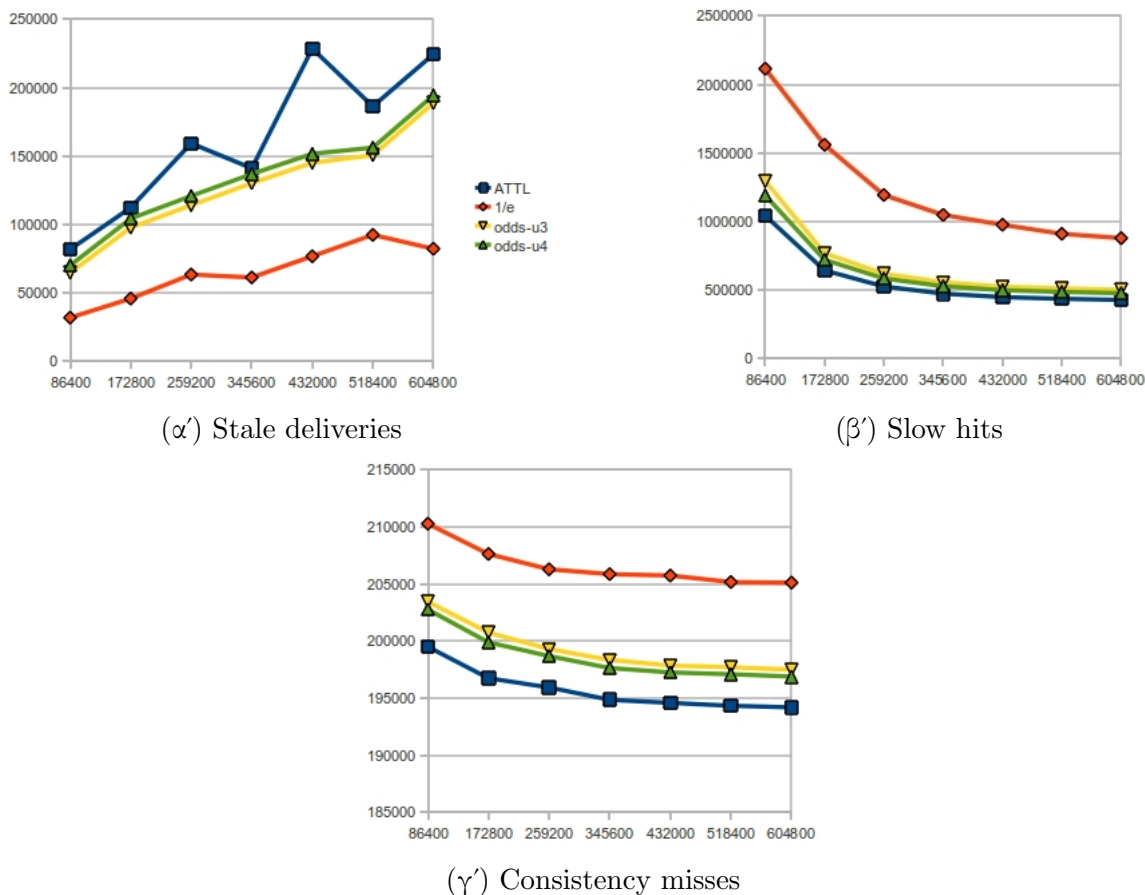 250000
200000
150000
100000
50000
0
86400 172800 259200 345600 432000 518400 604800
ATTL
1/e
odds-u3
odds-u4
(α′) Stale deliveries
2500000
2000000
1500000
1000000
500000
0
86400 172800 259200 345600 432000 518400 604800
(β′) Slow hits
215000
210000
205000
200000
195000
190000
185000
86400 172800 259200 345600 432000 518400 604800
(γ′) Consistency misses